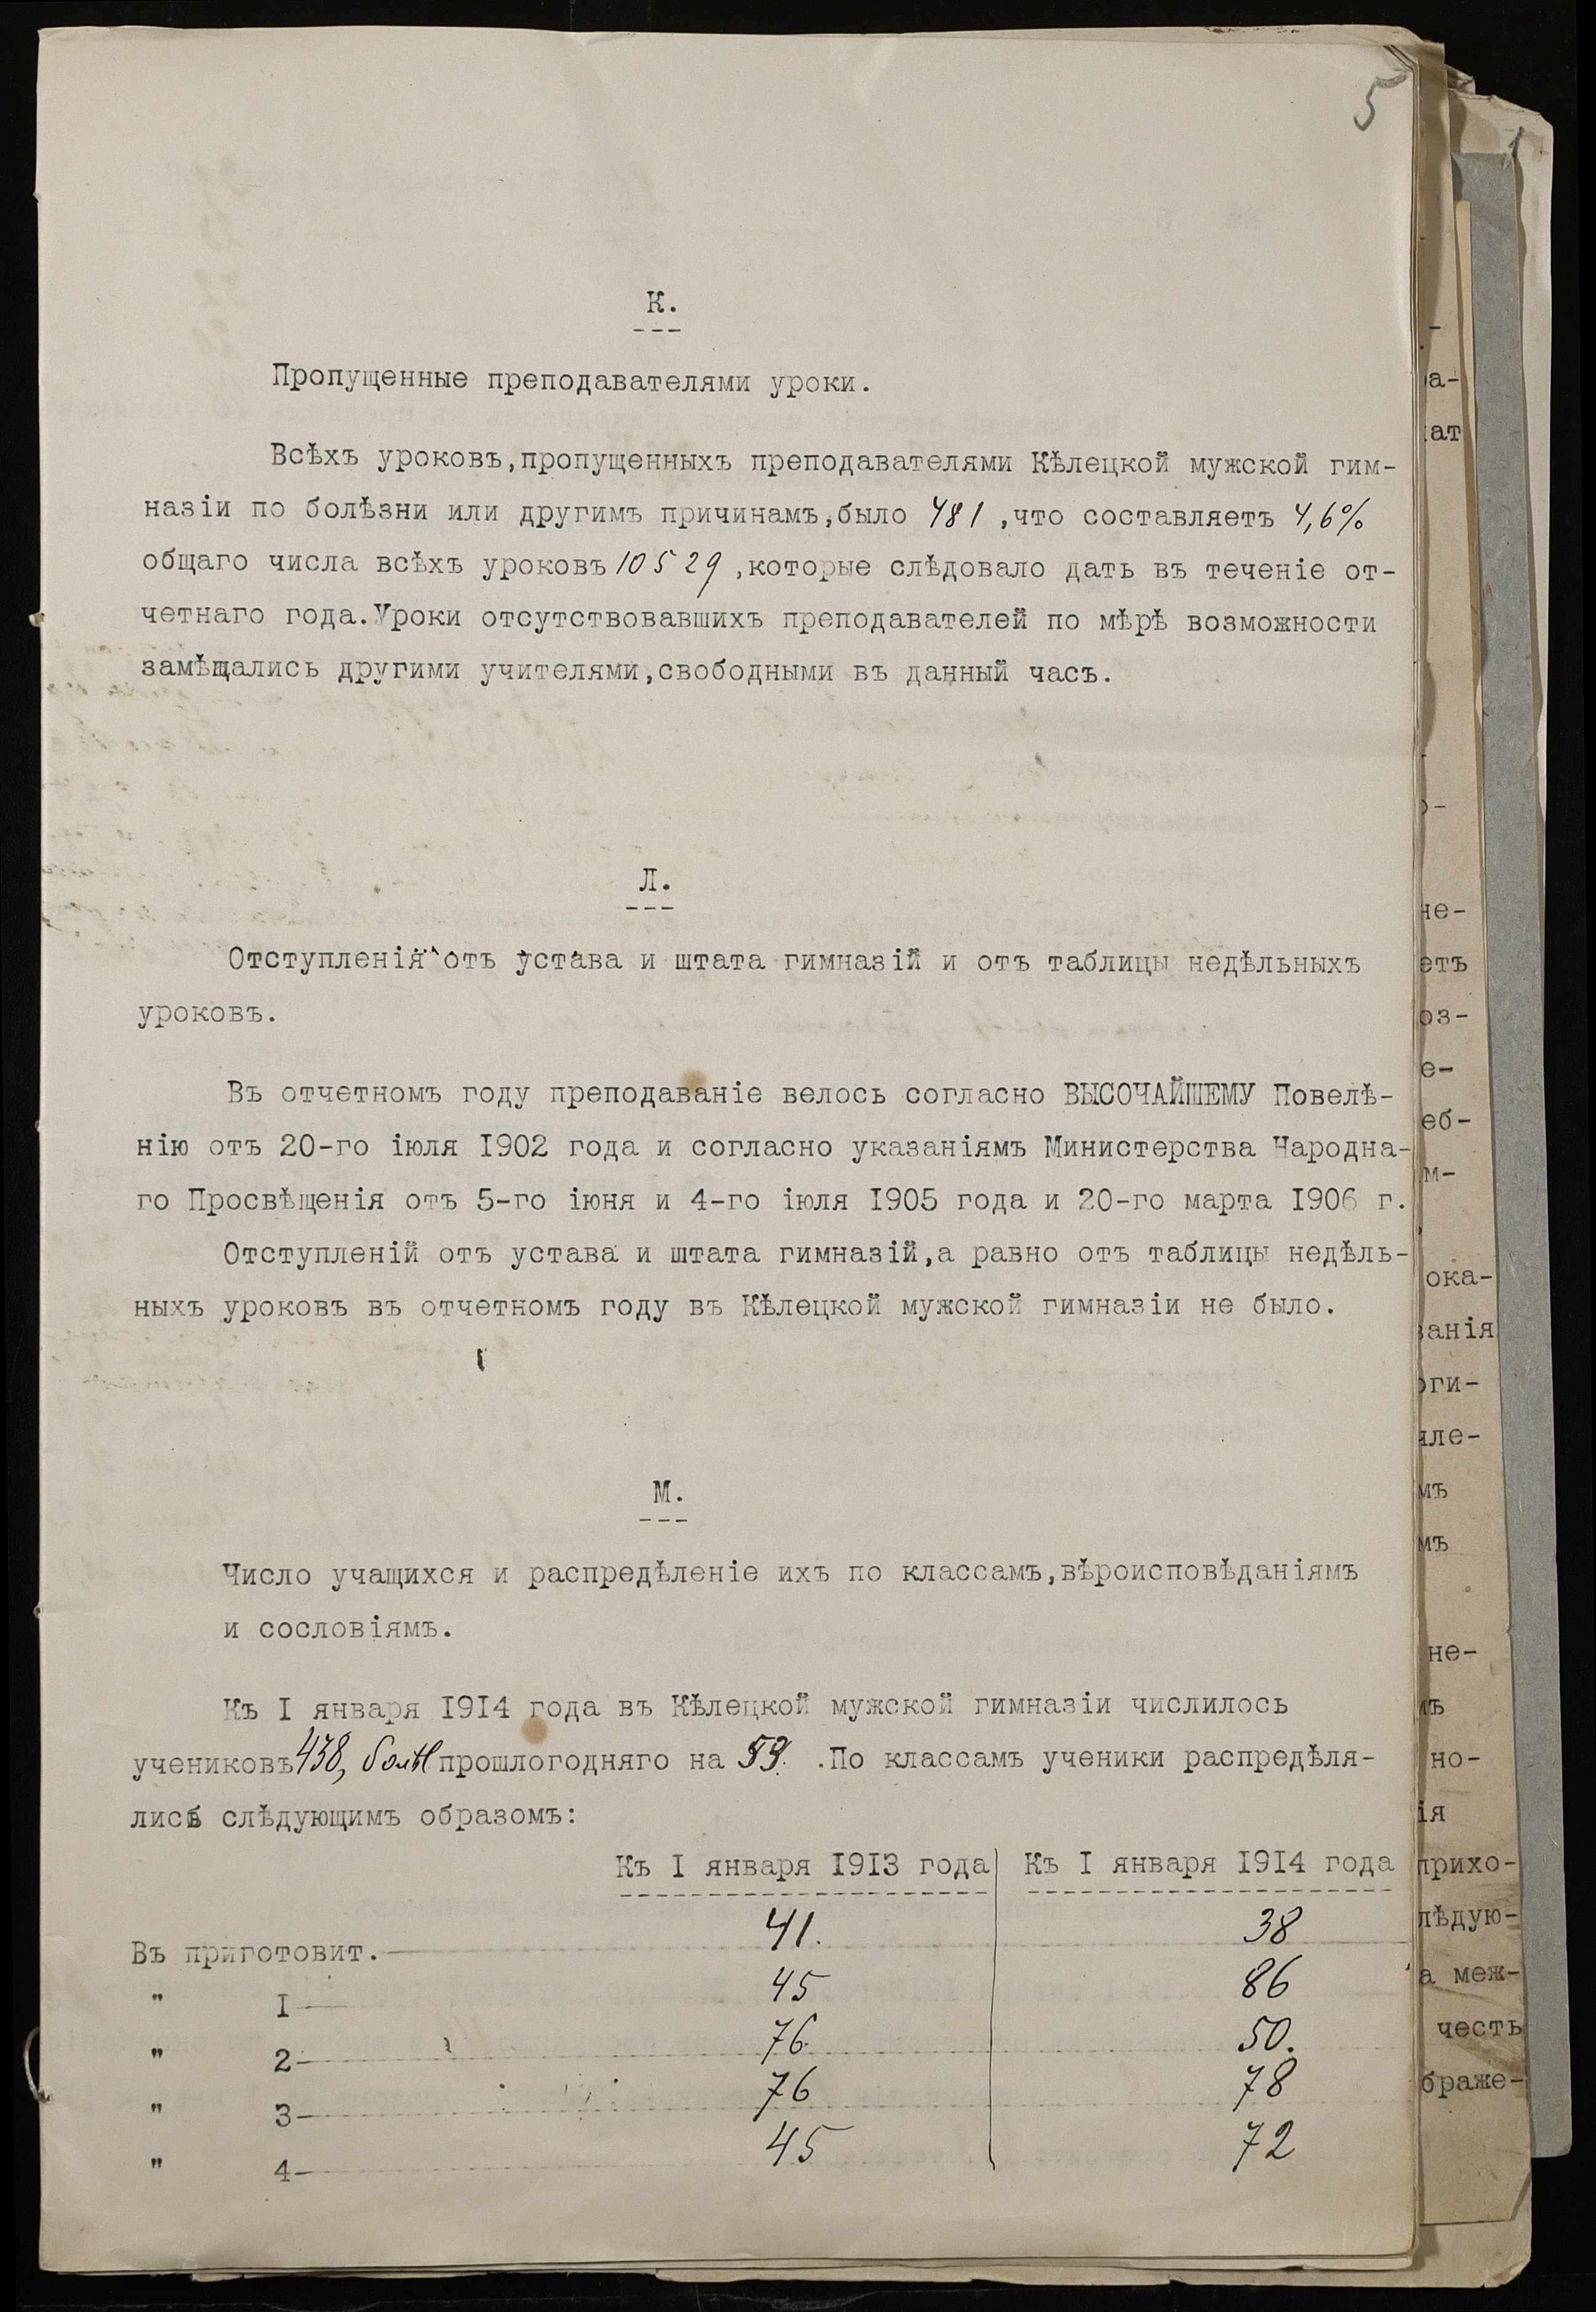 5
К.
---
Пропущенные преподавателями уроки.
Всѣхъ уроковъ,пропущенныхъ преподавателями Кѣлецкой мужской гим-
назіи по болѣзни или другимъ причинамъ,было 481 ,что составляетъ 4,6%
общаго числа всѣхъ уроковъ 10529 ,которые слѣдовало дать въ теченіе от-
четнаго года.Уроки отсутствовавшихъ преподавателей по мѣрѣ возможности
замѣщались другими учителями,свободными въ данный часъ.
Л.
---
Отступленія отъ устава и штата гимназій и отъ таблицы недѣльныхъ
уроковъ.
Въ отчетномъ году преподаваніе велось согласно ВЫСОЧАЙШЕМУ Повелѣ-
нію отъ 20-го іюля I902 года и согласно указаніямъ Министерства Народна-
го Просвѣщенія отъ 5-го іюня и 4-го іюля I905 года и 20-го марта I906 г.
Отступленій отъ устава и штата гимназій,а равно отъ таблицы недѣль-
ныхъ уроковъ въ отчетномъ году въ Кѣлецкой мужской гимназіи не было.
М.
---
Число учащихся и распредѣленіе ихъ по классамъ,вѣроисповѣданіямъ
и сословіямъ.
Къ I января I9I4 года въ Кѣлецкой мужской гимназіи числилось
учениковъ 438, болѣе прошлогодняго на 59. .По классамъ ученики распредѣля-
лись слѣдующимъ образомъ:
Къ I января I9I3 года Къ I января I9I4 года
Въ приготовит. 41. 38
" I 45 86
" 2 76. 50.
" 3 76 78
" 4 45 72